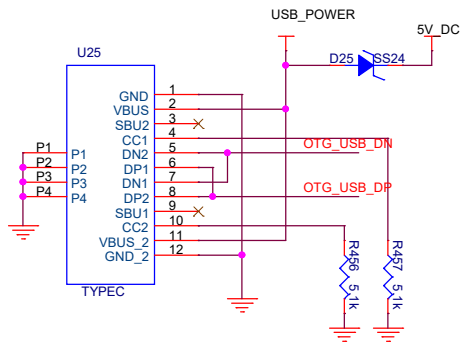 USB_POWER
5V_DC
U25
D25 SS24
GND 1
VBUS 2
SBU2 3
CC1 4
P1 P1 DN2 5 OTG_USB_DN
P2 P2 DP1 6
P3 P3 DN1 7
P4 P4 DP2 8 OTG_USB_DP
SBU1 9
CC2 10
VBUS_2 11
GND_2 12
R456 5.1k
R457 5.1k
TYPEC